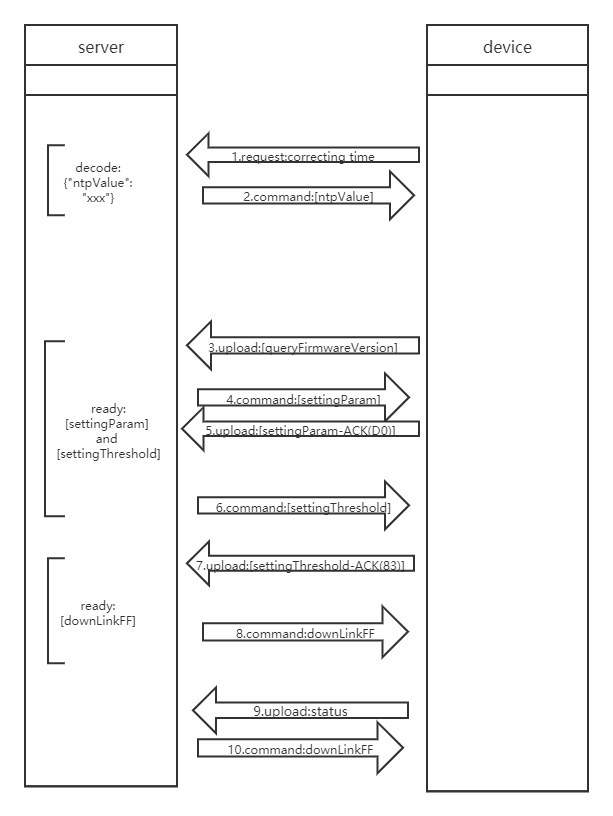 server
device
decode:
{"ntpValue":
"xxx"}
1.request:correcting time
2.command:[ntpValue]
3.upload:[queryFirmwareVersion]
ready:
[settingParam]
and
[settingThreshold]
4.command:[settingParam]
5.upload:[settingParam-ACK(D0)]
6.command:[settingThreshold]
7.upload:[settingThreshold-ACK(83)]
ready:
[downLinkFF]
8.command:downLinkFF
9.upload:status
10.command:downLinkFF